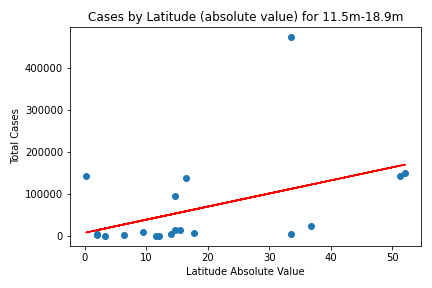 Cases by Latitude (absolute value) for 11.5m-18.9m
Total Cases
400000
300000
200000
100000
0
0 10 20 30 40 50
Latitude Absolute Value